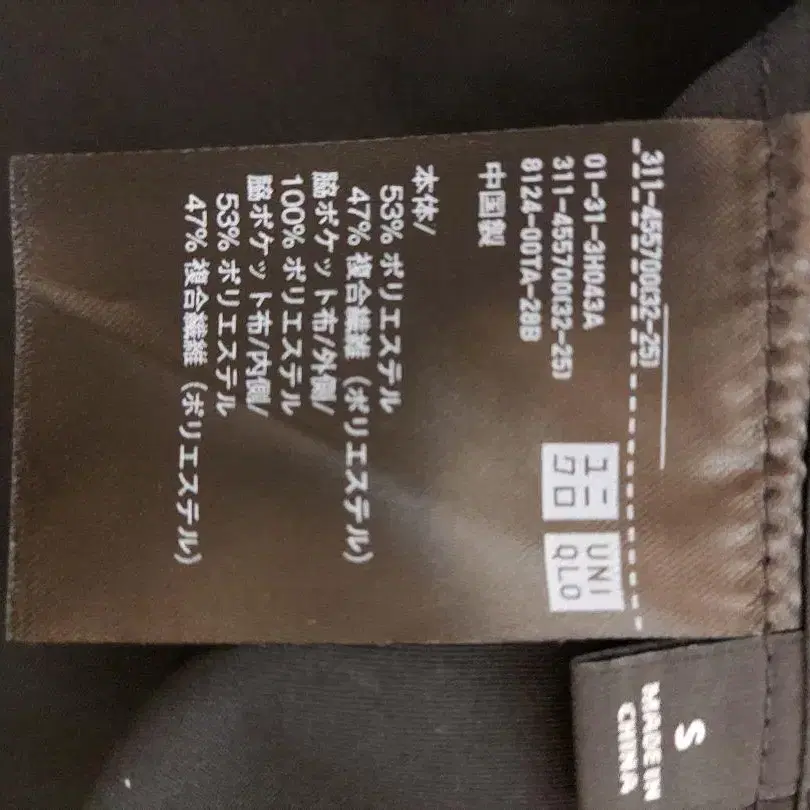 311-455700(32-25)
ユニ
クロ
UNI
QLO
01-31-3H043A
311-455700(32-25)
8124-00TA-28B
中国製
本体/
53% ポリエステル
47% 複合繊維 (ポリエステル)
脇ポケット布/外側/
100% ポリエステル
脇ポケット布/内側/
53% ポリエステル
47% 複合繊維 (ポリエステル)
S
MADE IN
CHINA